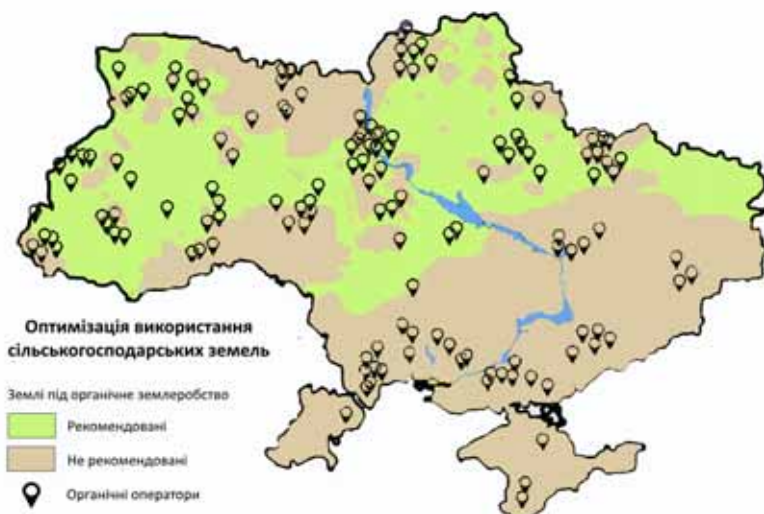 Оптимізація використання
сільськогосподарських земель
Землі під органічне землеробство
Рекомендовані
Не рекомендовані
Органічні оператори